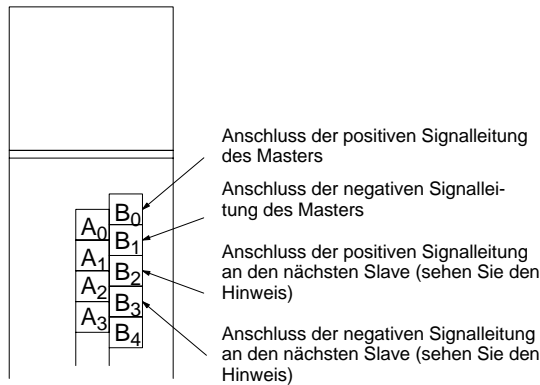 Anschluss der positiven Signalleitung
des Masters
Anschluss der negativen Signallei-
tung des Masters
Anschluss der positiven Signalleitung
an den nächsten Slave (sehen Sie den
Hinweis)
Anschluss der negativen Signalleitung
an den nächsten Slave (sehen Sie den
Hinweis)
B0
A0
B1
A1
B2
A2
B3
A3
B4